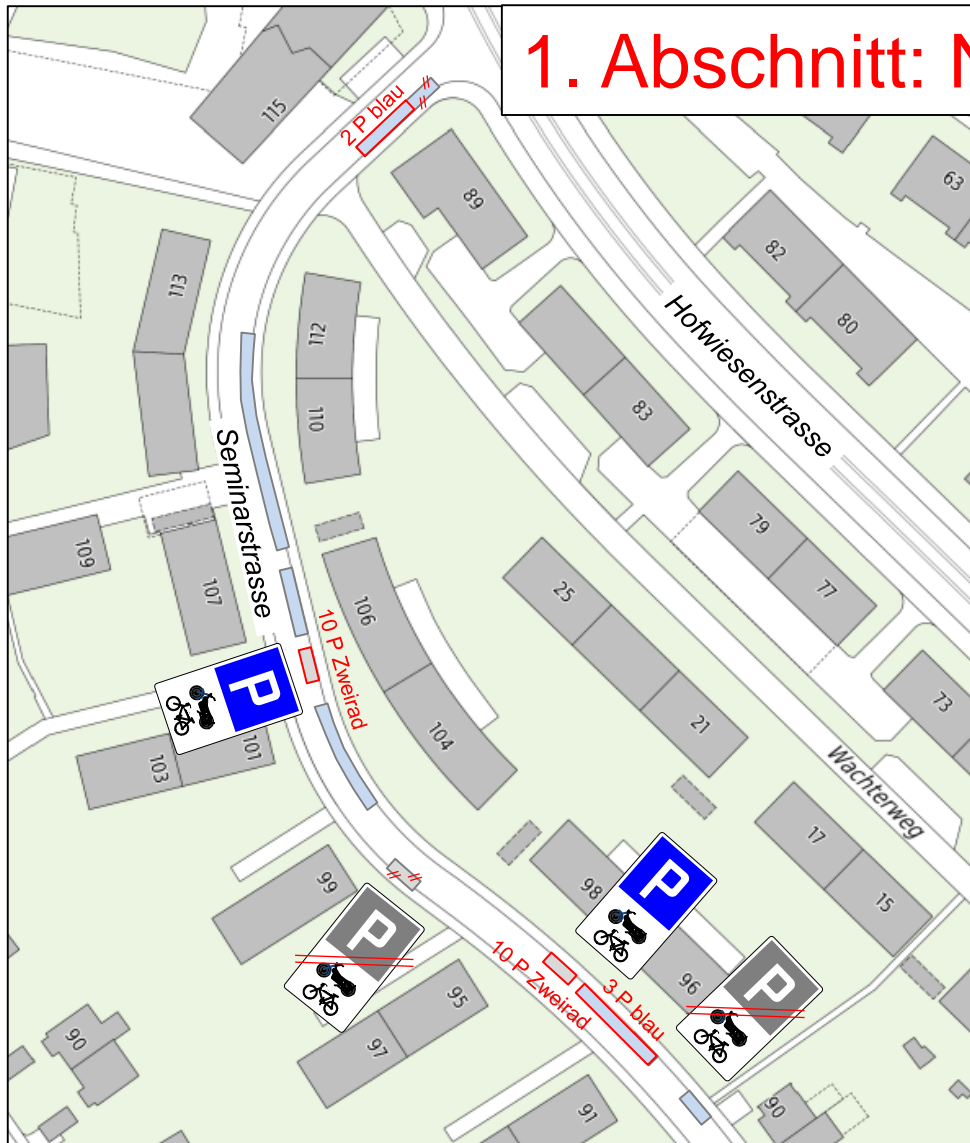 1. Abschnitt: N
115
2 P blau
89
63
82
80
113
112
110
83
Hofwiesenstrasse
Seminarstrasse
79
77
109
107
106
25
21
73
10 P Zweirad
P
104
101
103
Wachterweg
17
15
99
98
P
P
10 P Zweirad
3 P blau
96
P
95
97
90
91
90